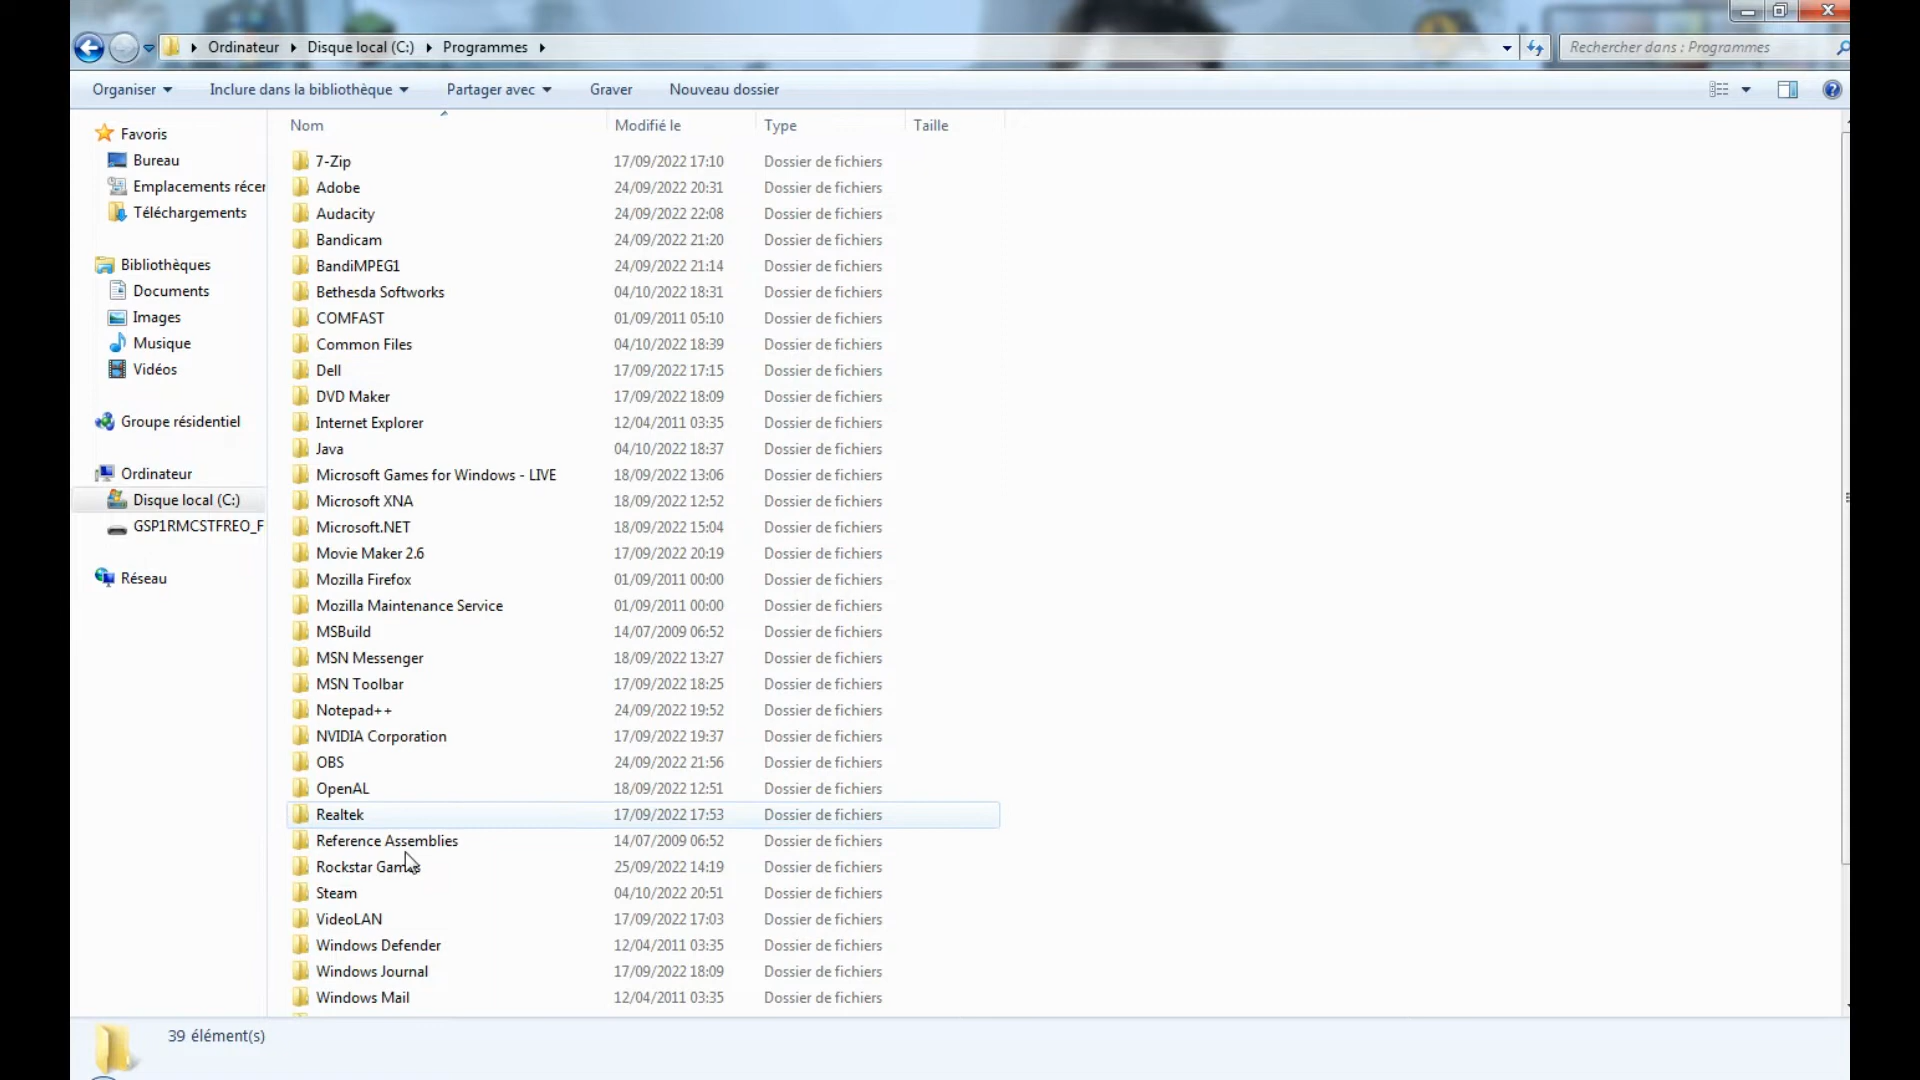 Ordinateur Disque local (C:) Programmes
Rechercher dans : Programmes
Organiser Inclure dans la bibliothèque Partager avec Graver Nouveau dossier
Favoris
Bureau
Emplacements récer
Téléchargements
Bibliothèques
Documents
Images
Musique
Vidéos
Groupe résidentiel
Ordinateur
Disque local (C:)
GSP1RMCSTFREO_F
Réseau
Nom Modifié le Type Taille
7-Zip 17/09/2022 17:10 Dossier de fichiers
Adobe 24/09/2022 20:31 Dossier de fichiers
Audacity 24/09/2022 22:08 Dossier de fichiers
Bandicam 24/09/2022 21:20 Dossier de fichiers
BandiMPEG1 24/09/2022 21:14 Dossier de fichiers
Bethesda Softworks 04/10/2022 18:31 Dossier de fichiers
COMFAST 01/09/2011 05:10 Dossier de fichiers
Common Files 04/10/2022 18:39 Dossier de fichiers
Dell 17/09/2022 17:15 Dossier de fichiers
DVD Maker 17/09/2022 18:09 Dossier de fichiers
Internet Explorer 12/04/2011 03:35 Dossier de fichiers
Java 04/10/2022 18:37 Dossier de fichiers
Microsoft Games for Windows - LIVE 18/09/2022 13:06 Dossier de fichiers
Microsoft XNA 18/09/2022 12:52 Dossier de fichiers
Microsoft.NET 18/09/2022 15:04 Dossier de fichiers
Movie Maker 2.6 17/09/2022 20:19 Dossier de fichiers
Mozilla Firefox 01/09/2011 00:00 Dossier de fichiers
Mozilla Maintenance Service 01/09/2011 00:00 Dossier de fichiers
MSBuild 14/07/2009 06:52 Dossier de fichiers
MSN Messenger 18/09/2022 13:27 Dossier de fichiers
MSN Toolbar 17/09/2022 18:25 Dossier de fichiers
Notepad++ 24/09/2022 19:52 Dossier de fichiers
NVIDIA Corporation 17/09/2022 19:37 Dossier de fichiers
OBS 24/09/2022 21:56 Dossier de fichiers
OpenAL 18/09/2022 12:51 Dossier de fichiers
Realtek 17/09/2022 17:53 Dossier de fichiers
Reference Assemblies 14/07/2009 06:52 Dossier de fichiers
Rockstar Games 25/09/2022 14:19 Dossier de fichiers
Steam 04/10/2022 20:51 Dossier de fichiers
VideoLAN 17/09/2022 17:03 Dossier de fichiers
Windows Defender 12/04/2011 03:35 Dossier de fichiers
Windows Journal 17/09/2022 18:09 Dossier de fichiers
Windows Mail 12/04/2011 03:35 Dossier de fichiers
39 élément(s)